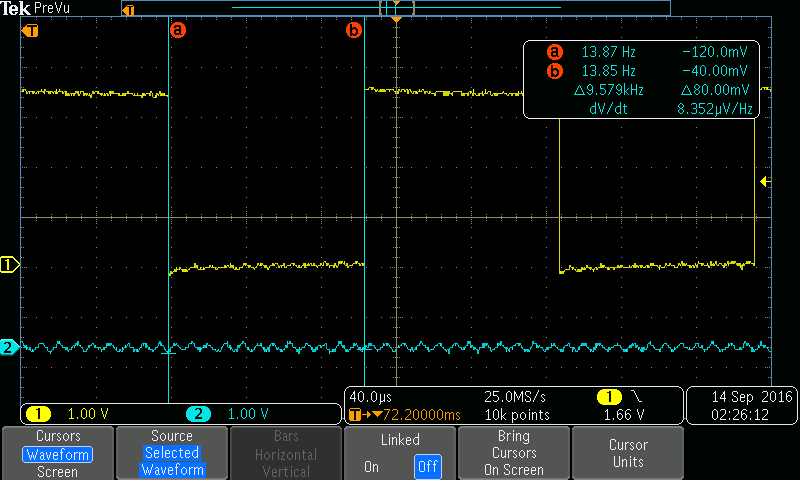 Tek PreVu
T
T
a
b
a 13.87 Hz −120.0mV
b 13.85 Hz −40.00mV
Δ9.579kHz Δ80.00mV
dV/dt 8.352µV/Hz
1
2
1 1.00 V 2 1.00 V
40.0µs 25.0MS/s 1
T→▼72.20000ms 10k points 1.66 V
14 Sep 2016
02:26:12
Cursors
Waveform
Screen
Source
Selected
Waveform
Bars
Horizontal
Vertical
Linked
On Off
Bring
Cursors
On Screen
Cursor
Units